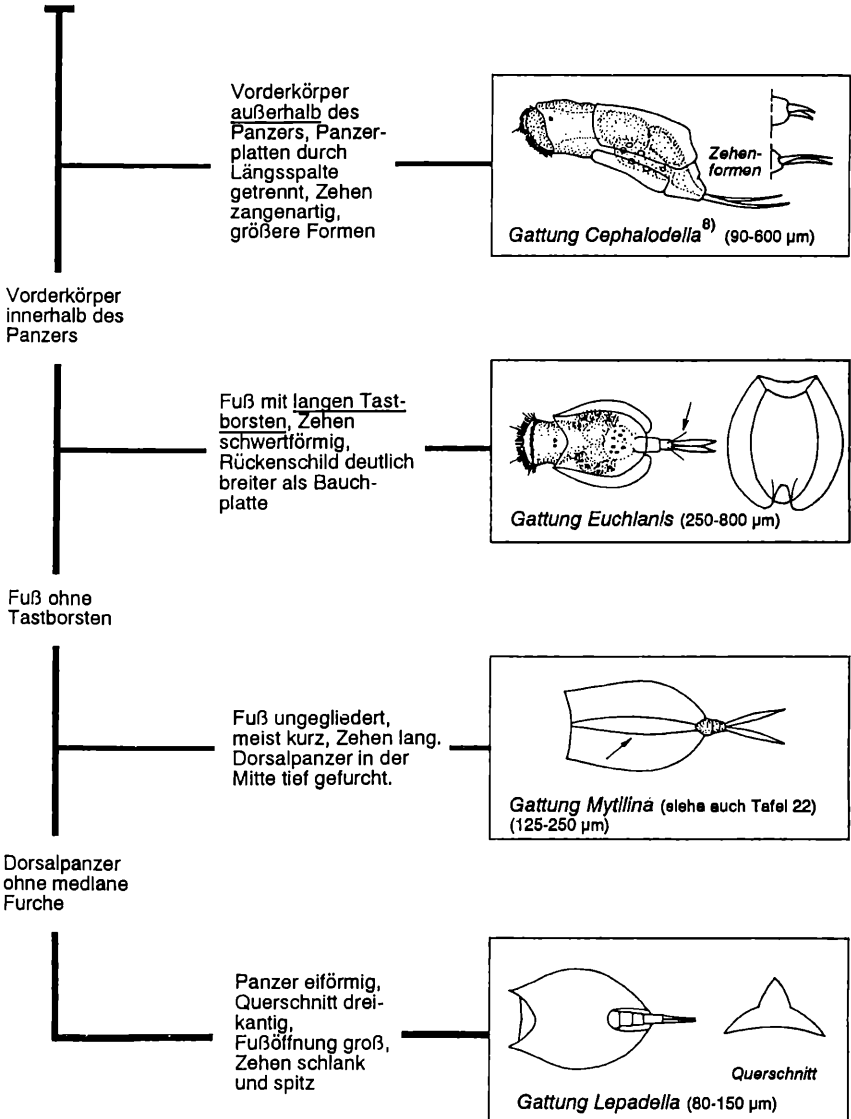 Vorderkörper
außerhalb des
Panzers, Panzer-
platten durch
Längsspalte
getrennt, Zehen
zangenartig,
größere Formen
Zehen-
formen
Gattung Cephalodella 8) (90-600 µm)
Vorderkörper
innerhalb des
Panzers
Fuß mit langen Tast-
borsten, Zehen
schwertförmig,
Rückenschild deutlich
breiter als Bauch-
platte
Gattung Euchlanis (250-800 µm)
Fuß ohne
Tastborsten
Fuß ungegliedert,
meist kurz, Zehen lang.
Dorsalpanzer in der
Mitte tief gefurcht.
Gattung Mytilina (siehe auch Tafel 22)
(125-250 µm)
Dorsalpanzer
ohne mediane
Furche
Panzer eiförmig,
Querschnitt drei-
kantig,
Fußöffnung groß,
Zehen schlank
und spitz
Querschnitt
Gattung Lepadella (80-150 µm)